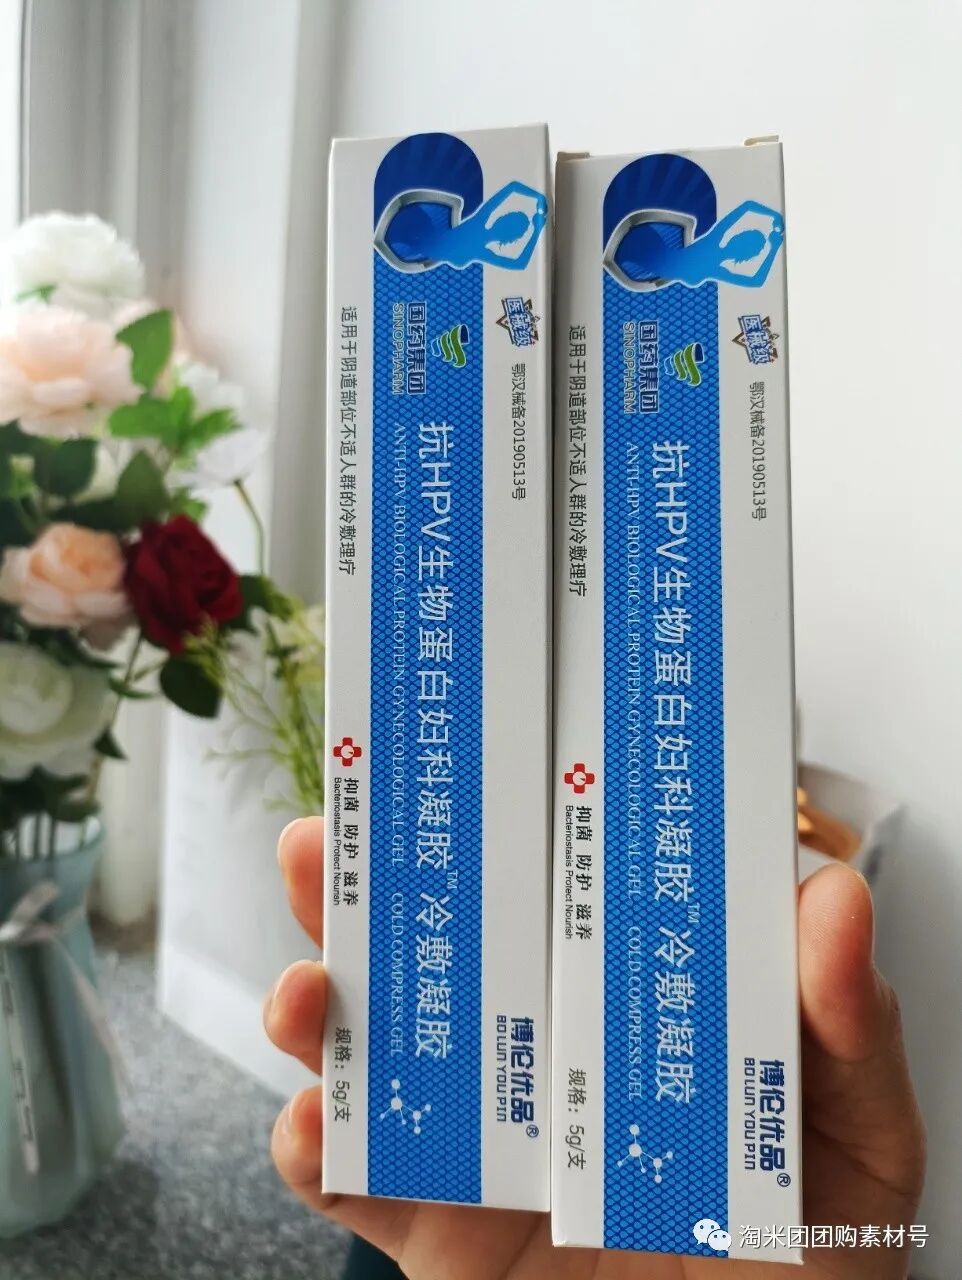 医械级
鄂汉械备20190513号
国药集团
SINOPHARM
抗HPV生物蛋白妇科凝胶™冷敷凝胶
ANTI-HPV BIOLOGICAL PROTEIN GYNECOLOGICAL GEL COLD COMPRESS GEL
适用于阴道部位不适人群的冷敷理疗
抑菌 防护 滋养
Bacteriostasis Protect Nourish
规格：5g/支
博伦优品®
BOLUN YOUPIN
医械级
鄂汉械备20190513号
国药集团
SINOPHARM
抗HPV生物蛋白妇科凝胶™冷敷凝胶
ANTI-HPV BIOLOGICAL PROTEIN GYNECOLOGICAL GEL COLD COMPRESS GEL
适用于阴道部位不适人群的冷敷理疗
抑菌 防护 滋养
Bacteriostasis Protect Nourish
规格：5g/支
博伦优品®
BOLUN YOUPIN
淘米团团购素材号